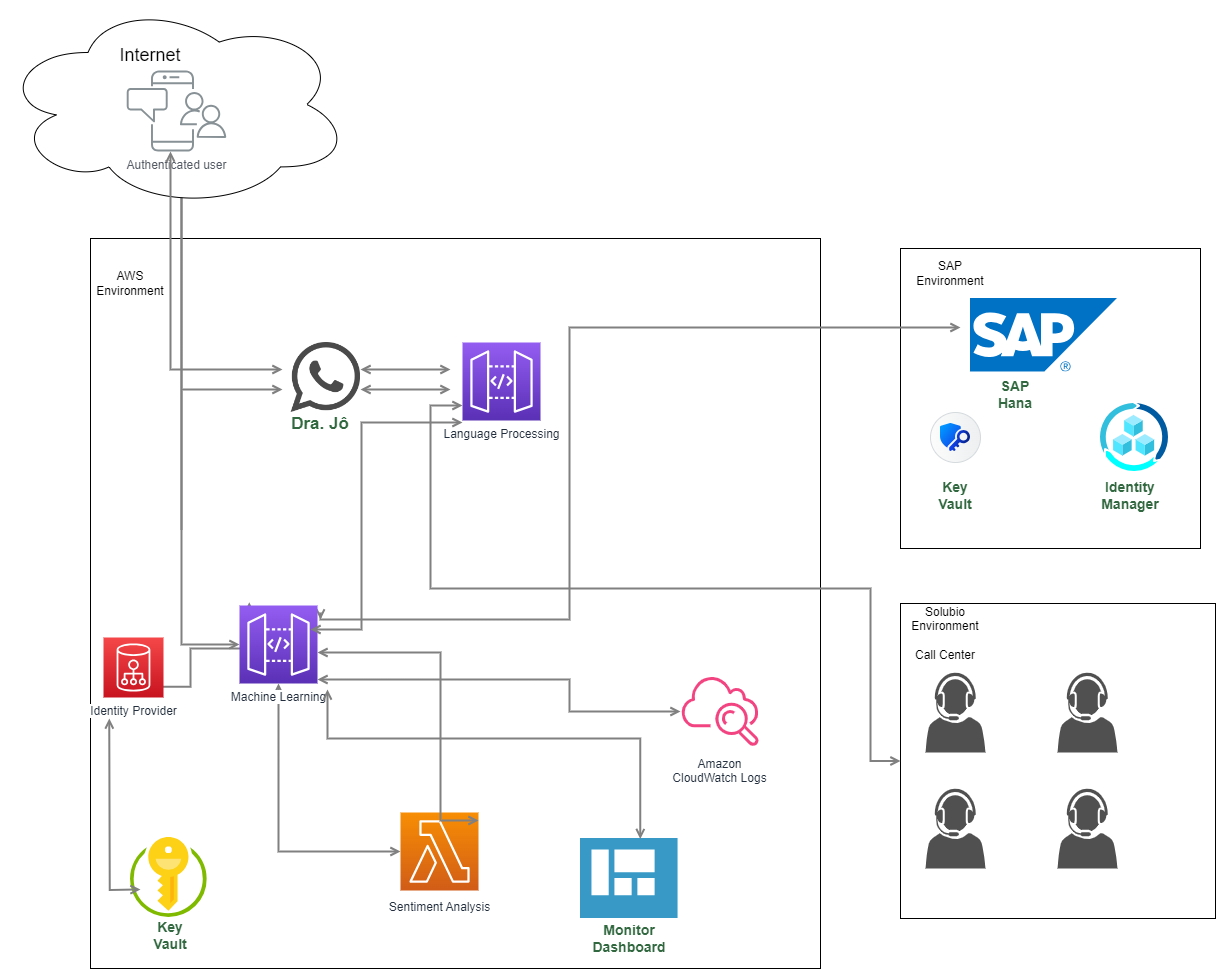 Internet
Authenticated user
AWS
Environment
SAP
Environment
SAP
®
SAP
Hana
Dra. Jô
</>
Language Processing
Key
Vault
Identity
Manager
Solubio
Environment
Call Center
</>
Machine Learning
Identity Provider
Amazon
CloudWatch Logs
Sentiment Analysis
Key
Vault
Monitor
Dashboard